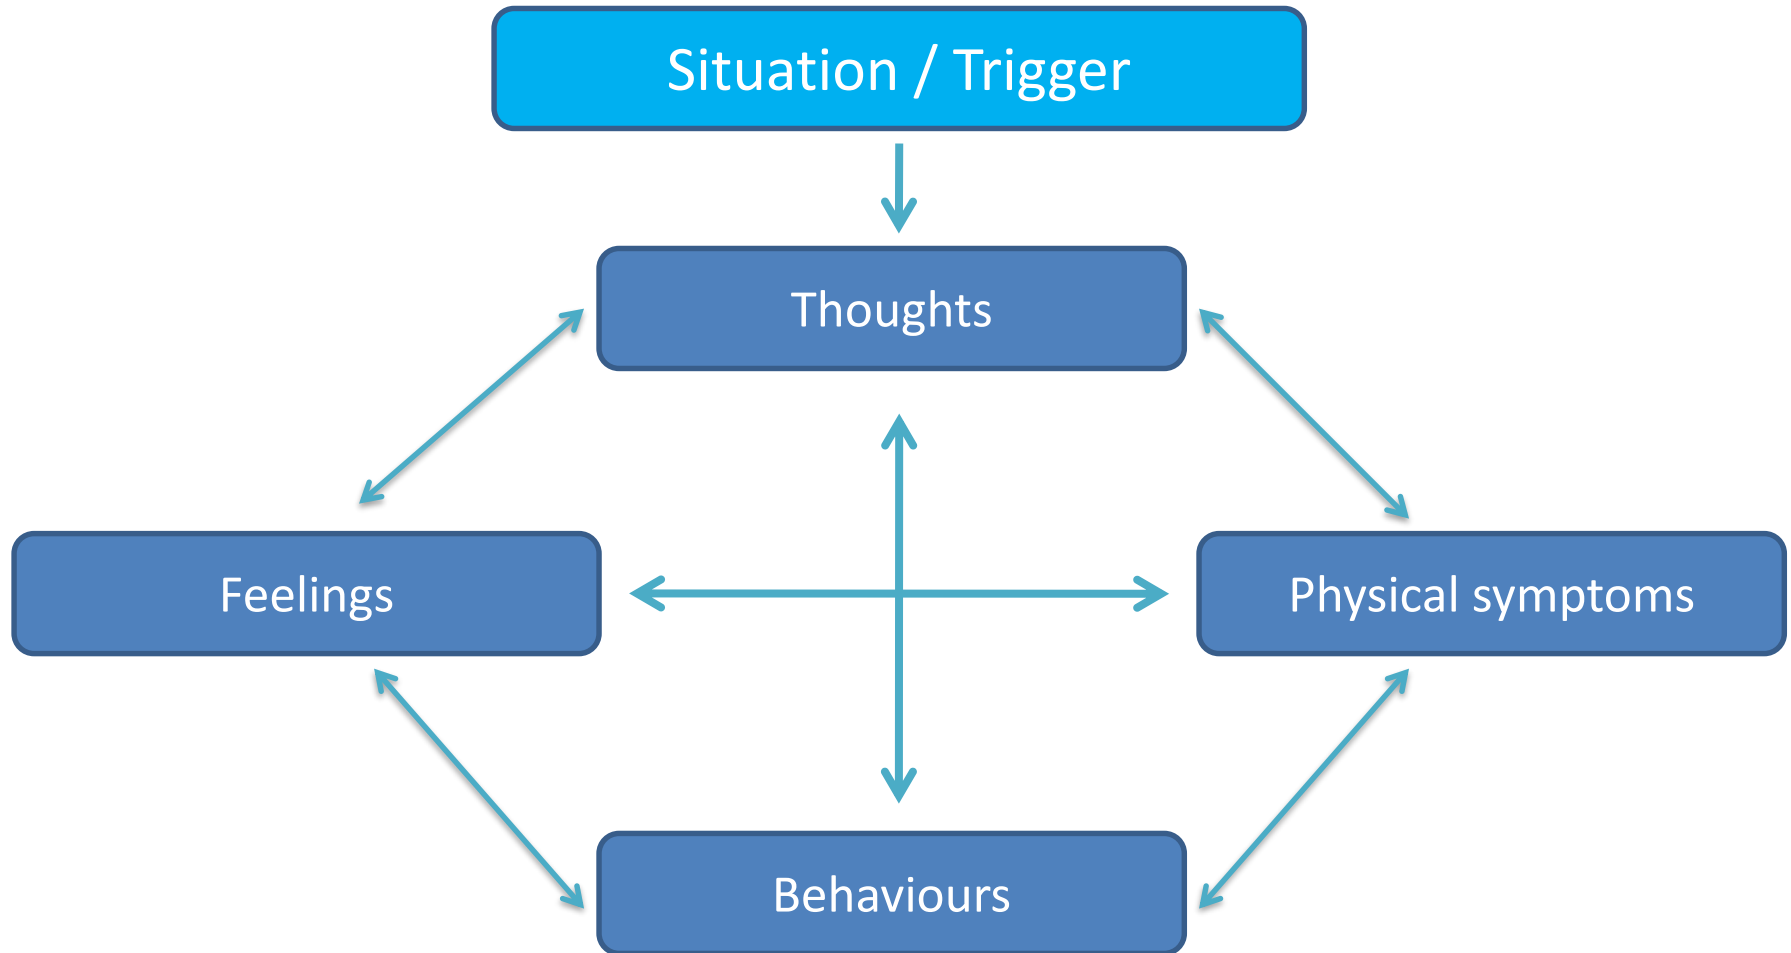 Situation / Trigger
Thoughts
Feelings
Physical symptoms
Behaviours